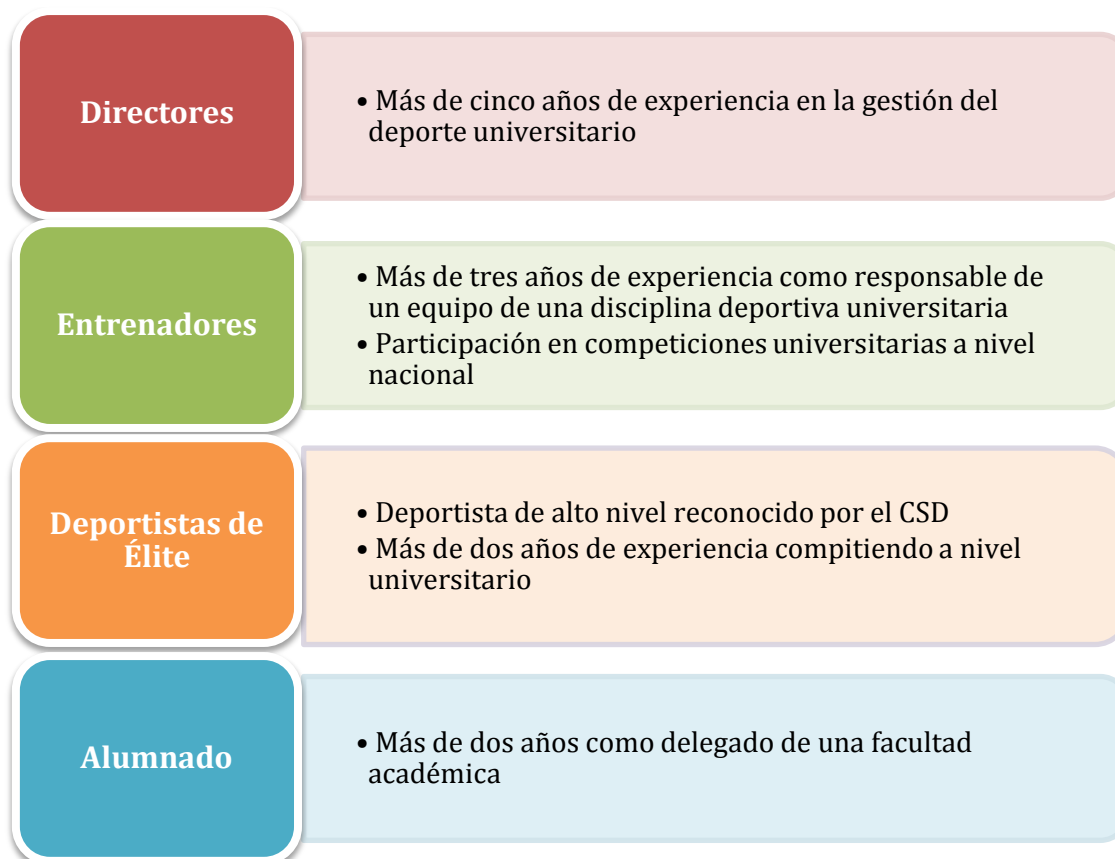 Directores
• Más de cinco años de experiencia en la gestión del
deporte universitario
Entrenadores
• Más de tres años de experiencia como responsable de
un equipo de una disciplina deportiva universitaria
• Participación en competiciones universitarias a nivel
nacional
Deportistas de
Élite
• Deportista de alto nivel reconocido por el CSD
• Más de dos años de experiencia compitiendo a nivel
universitario
Alumnado
• Más de dos años como delegado de una facultad
académica